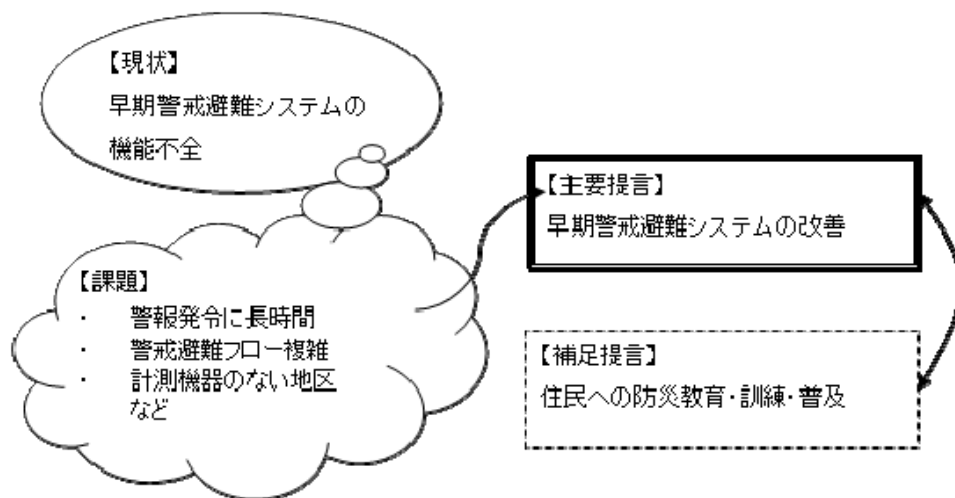 【現状】
早期警戒避難システムの
機能不全
【課題】
・ 警報発令に長時間
・ 警戒避難フロー複雑
・ 計測機器のない地区
など
【主要提言】
早期警戒避難システムの改善
【補足提言】
住民への防災教育・訓練・普及